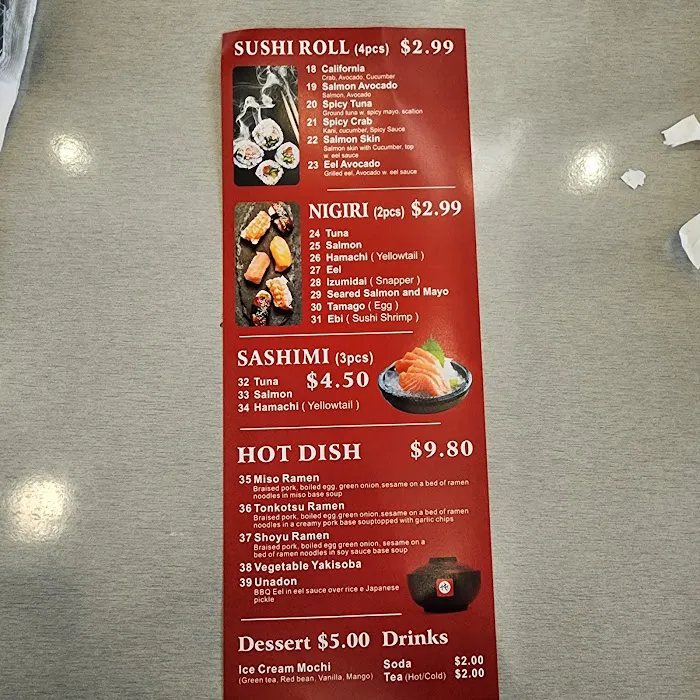 SUSHI ROLL (4pcs) $2.99
18 California
Crab, Avocado, Cucumber
19 Salmon Avocado
Salmon, Avocado
20 Spicy Tuna
Ground tuna w. spicy mayo, scallion
21 Spicy Crab
Kani, cucumber, Spicy Sauce
22 Salmon Skin
Salmon skin with Cucumber, top
w. eel sauce
23 Eel Avocado
Grilled eel, Avocado w. eel sauce
NIGIRI (2pcs) $2.99
24 Tuna
25 Salmon
26 Hamachi ( Yellowtail )
27 Eel
28 Izumidai ( Snapper )
29 Seared Salmon and Mayo
30 Tamago ( Egg )
31 Ebi ( Sushi Shrimp )
SASHIMI (3pcs)
$4.50
32 Tuna
33 Salmon
34 Hamachi ( Yellowtail )
HOT DISH $9.80
35 Miso Ramen
Braised pork, boiled egg, green onion, sesame on a bed of ramen
noodles in miso base soup
36 Tonkotsu Ramen
Braised pork, boiled egg, green onion, sesame on a bed of ramen
noodles in a creamy pork base souptopped with garlic chips
37 Shoyu Ramen
Braised pork, boiled egg green onion, sesame on a
bed of ramen noodles in soy sauce base soup
38 Vegetable Yakisoba
39 Unadon
BBQ Eel in eel sauce over rice e Japanese
pickle
Dessert $5.00 Drinks
Ice Cream Mochi
(Green tea, Red bean, Vanilla, Mango)
Soda $2.00
Tea (Hot/Cold) $2.00